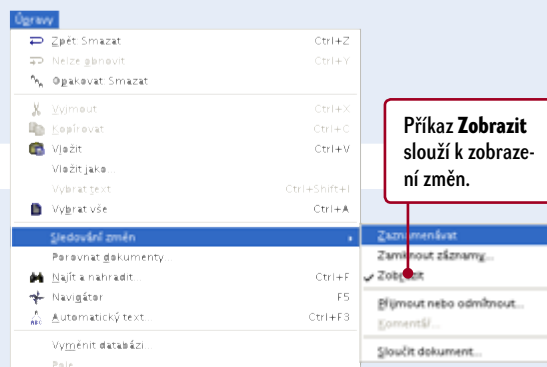 Úpravy
Zpět: Smazat Ctrl+Z
Nelze obnovit Ctrl+Y
Opakovat: Smazat
Vyjmout Ctrl+X
Kopírovat Ctrl+C
Vložit Ctrl+V
Vložit jako...
Vybrat text Ctrl+Shift+I
Vybrat vše Ctrl+A
Sledování změn
Porovnat dokumenty...
Najít a nahradit... Ctrl+F
Navigátor F5
Automatický text... Ctrl+F3
Vyměnit databázi...
Pole...
Příkaz Zobrazit
slouží k zobraze-
ní změn.
Zaznamenávat
Zamknout záznamy...
Zobrazit
Přijmout nebo odmítnout...
Komentář...
Sloučit dokument...